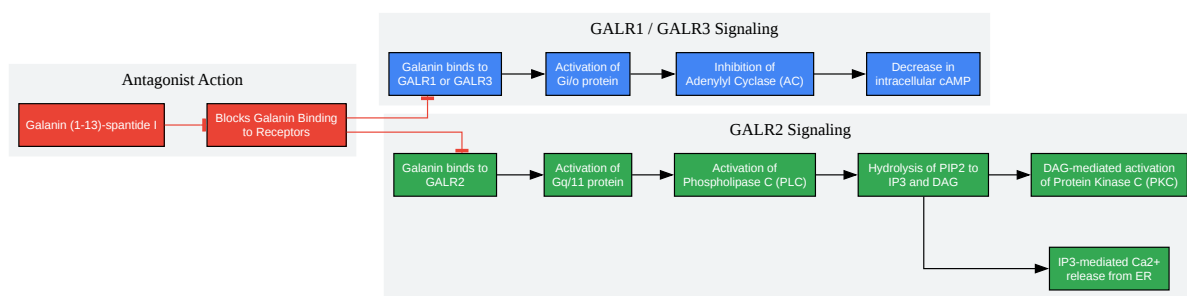 GALR1 / GALR3 Signaling
Galanin binds to
GALR1 or GALR3
Activation of
Gi/o protein
Inhibition of
Adenylyl Cyclase (AC)
Decrease in
intracellular cAMP
Antagonist Action
Galanin (1-13)-spantide I
Blocks Galanin Binding
to Receptors
GALR2 Signaling
Galanin binds to
GALR2
Activation of
Gq/11 protein
Activation of
Phospholipase C (PLC)
Hydrolysis of PIP2 to
IP3 and DAG
DAG-mediated activation
of Protein Kinase C (PKC)
IP3-mediated Ca2+
release from ER